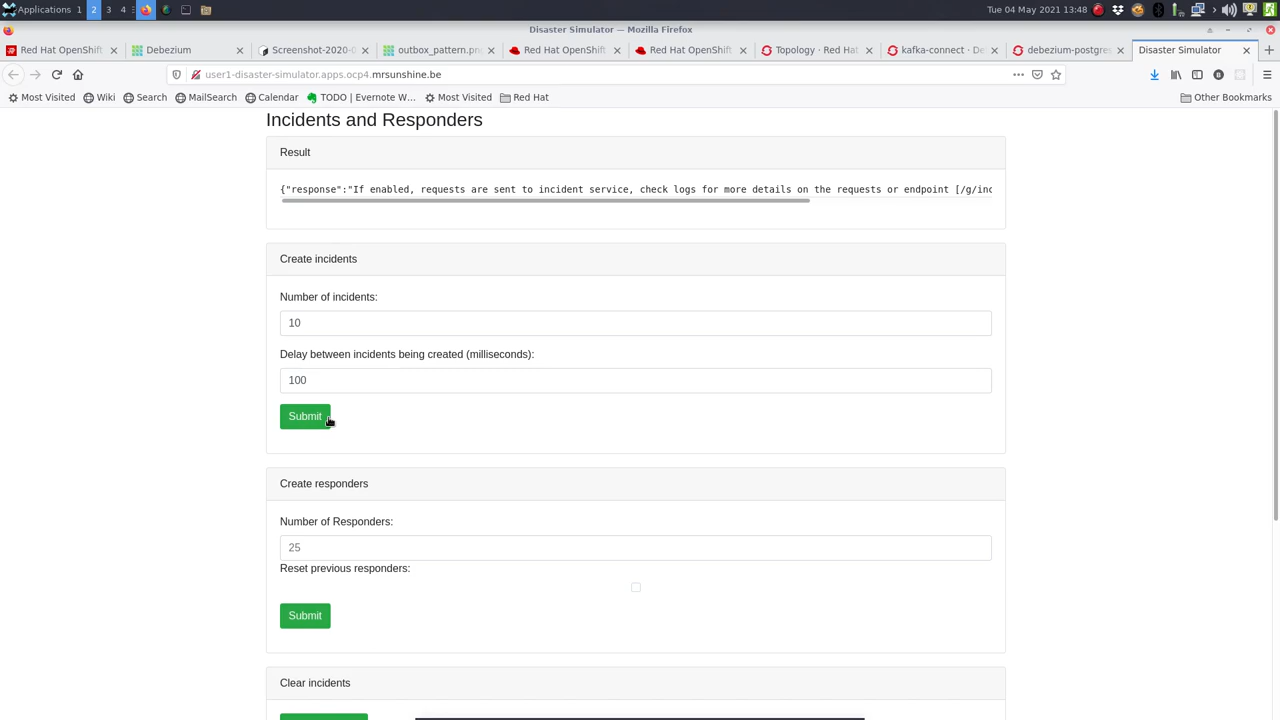 Applications 1 2 3 4 Tue 04 May 2021 13:48
Disaster Simulator — Mozilla Firefox
Red Hat OpenShift Debezium Screenshot-2020-0 outbox_pattern.pn Red Hat OpenShift Red Hat OpenShift Topology · Red Hat kafka-connect · De debezium-postgres Disaster Simulator
user1-disaster-simulator.apps.ocp4.mrsunshine.be
Most Visited Wiki Search MailSearch Calendar TODO | Evernote W... Most Visited Red Hat Other Bookmarks
Incidents and Responders
Result
{"response":"If enabled, requests are sent to incident service, check logs for more details on the requests or endpoint [/g/inc
Create incidents
Number of incidents:
10
Delay between incidents being created (milliseconds):
100
Submit
Create responders
Number of Responders:
25
Reset previous responders:
Submit
Clear incidents